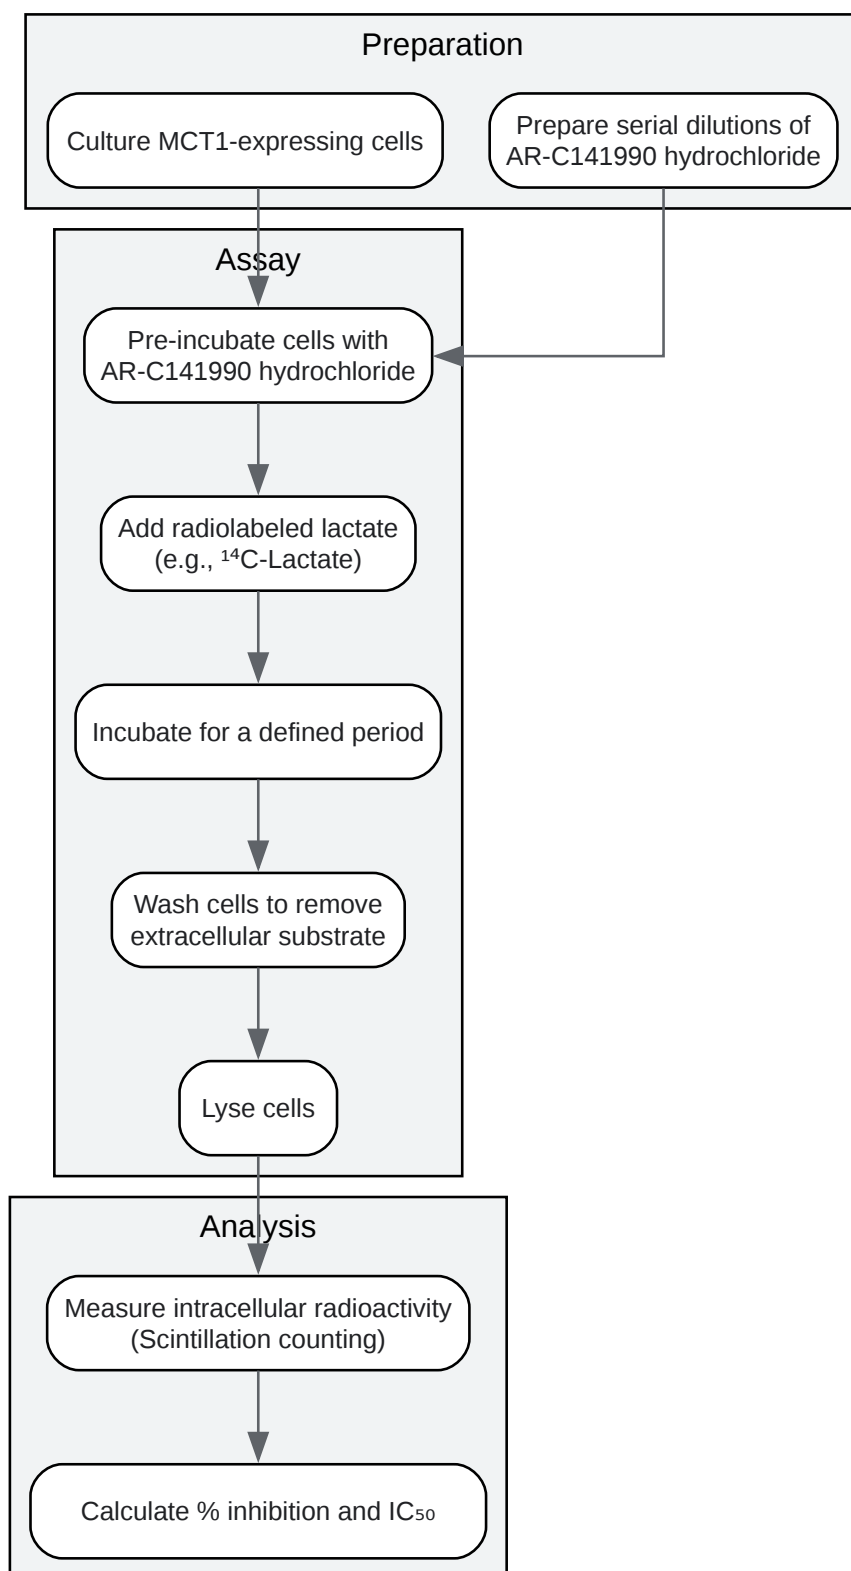 Preparation
Culture MCT1-expressing cells
Prepare serial dilutions of
AR-C141990 hydrochloride
Assay
Pre-incubate cells with
AR-C141990 hydrochloride
Add radiolabeled lactate
(e.g., ¹⁴C-Lactate)
Incubate for a defined period
Wash cells to remove
extracellular substrate
Lyse cells
Analysis
Measure intracellular radioactivity
(Scintillation counting)
Calculate % inhibition and IC₅₀